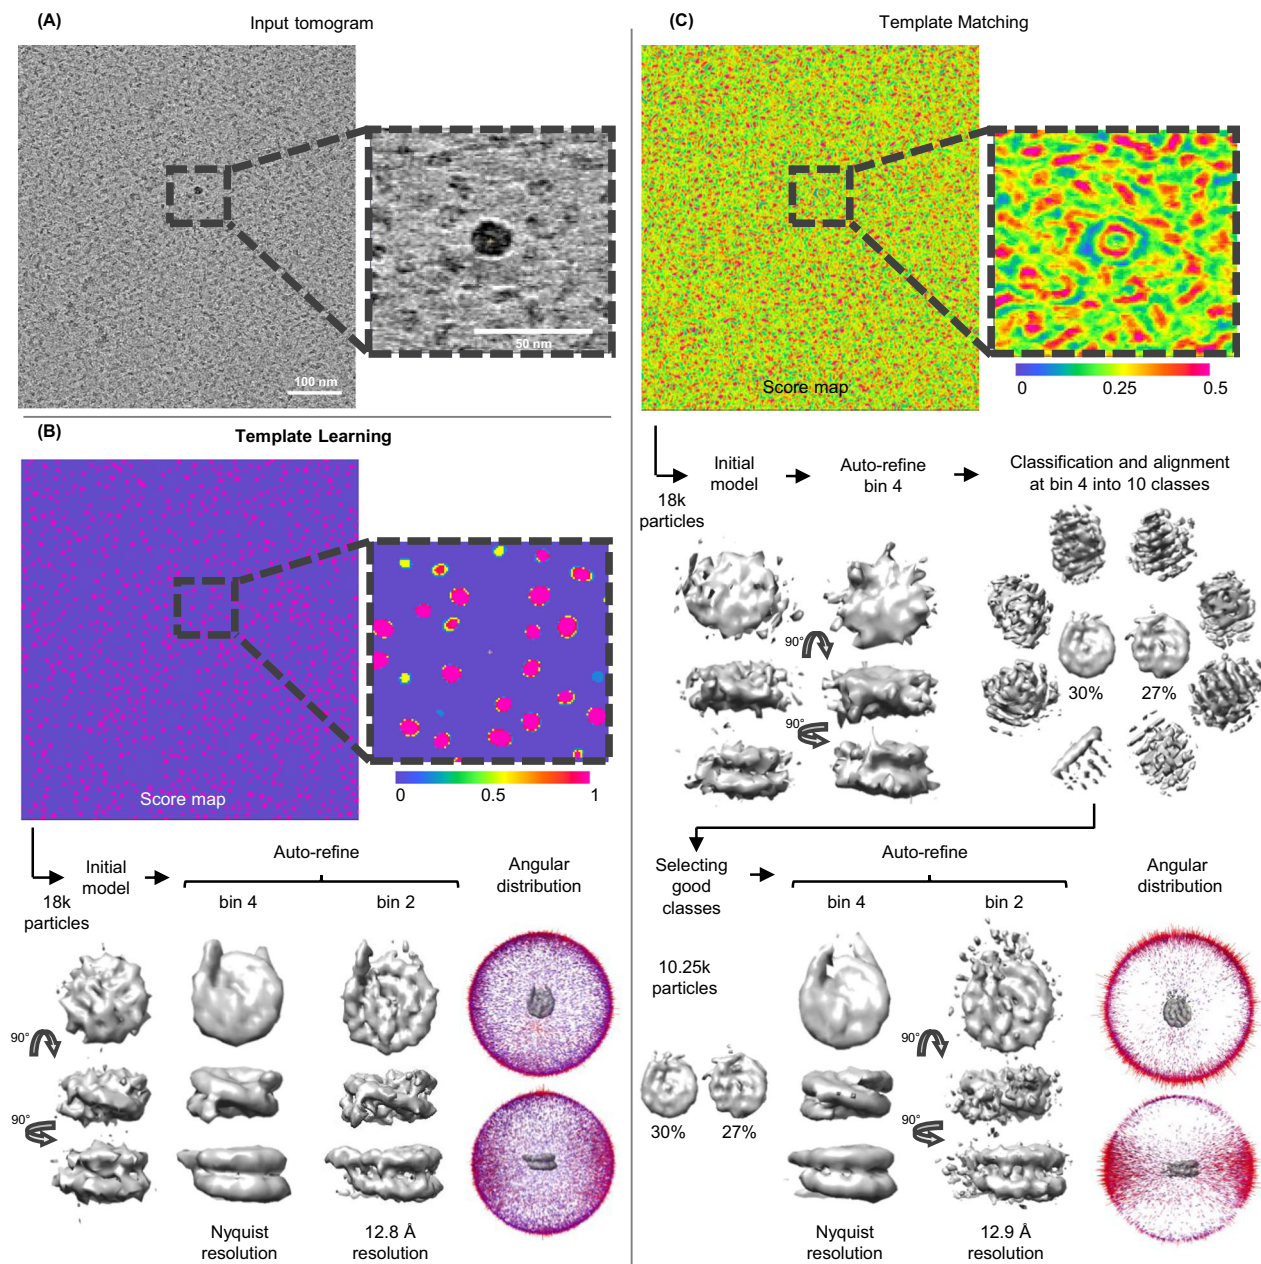 (A)
Input tomogram
100 nm
50 nm
(B)
Template Learning
Score map
0
0.5
1
18k
particles
Initial
model
Auto-refine
bin 4
bin 2
Angular
distribution
90°
90°
Nyquist
resolution
12.8 Å
resolution
(C)
Template Matching
Score map
0
0.25
0.5
18k
particles
Initial
model
Auto-refine
bin 4
Classification and alignment
at bin 4 into 10 classes
90°
90°
30%
27%
Selecting
good
classes
10.25k
particles
30%
27%
Auto-refine
bin 4
bin 2
Angular
distribution
90°
90°
Nyquist
resolution
12.9 Å
resolution